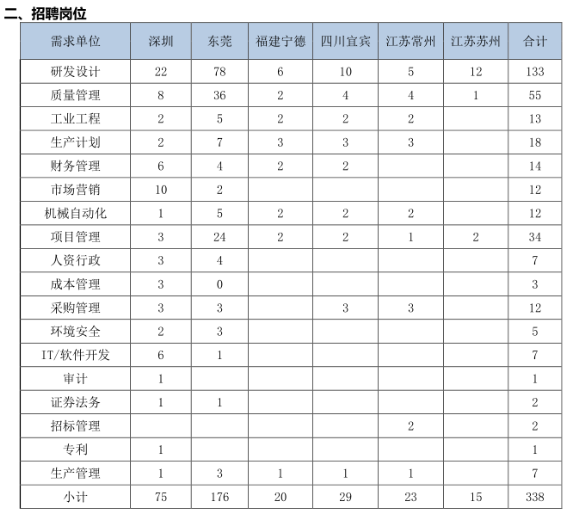 二、招聘岗位
需求单位 深圳 东莞 福建宁德 四川宜宾 江苏常州 江苏苏州 合计
研发设计 22 78 6 10 5 12 133
质量管理 8 36 2 4 4 1 55
工业工程 2 5 2 2 2 13
生产计划 2 7 3 3 3 18
财务管理 6 4 2 2 14
市场营销 10 2 12
机械自动化 1 5 2 2 2 12
项目管理 3 24 2 2 1 2 34
人资行政 3 4 7
成本管理 3 0 3
采购管理 3 3 3 3 12
环境安全 2 3 5
IT/软件开发 6 1 7
审计 1 1
证券法务 1 1 2
招标管理 2 2
专利 1 1
生产管理 1 3 1 1 1 7
小计 75 176 20 29 23 15 338